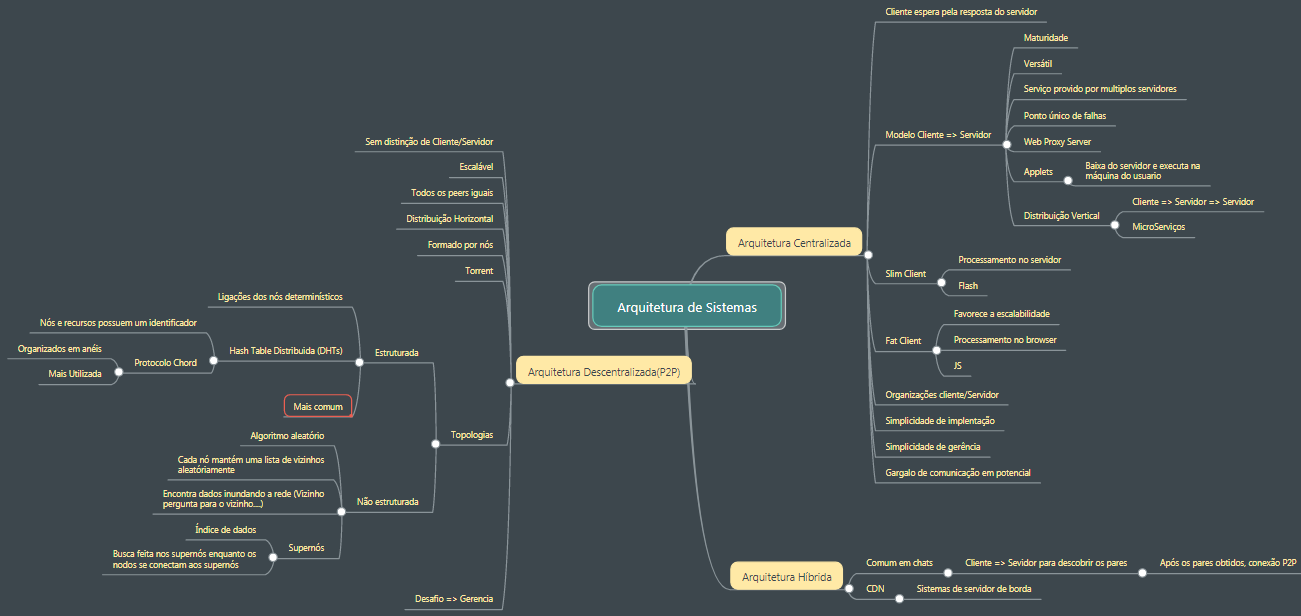 Arquitetura de Sistemas
Arquitetura Centralizada
Cliente espera pela resposta do servidor
Modelo Cliente => Servidor
Maturidade
Versátil
Serviço provido por multiplos servidores
Ponto único de falhas
Web Proxy Server
Applets
Baixa do servidor e executa na
máquina do usuario
Distribuição Vertical
Cliente => Servidor => Servidor
MicroServiços
Slim Client
Processamento no servidor
Flash
Fat Client
Favorece a escalabilidade
Processamento no browser
JS
Organizações cliente/Servidor
Simplicidade de implentação
Simplicidade de gerência
Gargalo de comunicação em potencial
Arquitetura Descentralizada(P2P)
Sem distinção de Cliente/Servidor
Escalável
Todos os peers iguais
Distribuição Horizontal
Formado por nós
Torrent
Topologias
Estruturada
Ligações dos nós determinísticos
Hash Table Distribuida (DHTs)
Nós e recursos possuem um identificador
Protocolo Chord
Organizados em anéis
Mais Utilizada
Mais comum
Não estruturada
Algoritmo aleatório
Cada nó mantém uma lista de vizinhos
aleatóriamente
Encontra dados inundando a rede (Vizinho
pergunta para o vizinho....)
Supernós
Índice de dados
Busca feita nos supernós enquanto os
nodos se conectam aos supernós
Desafio => Gerencia
Arquitetura Híbrida
Comum em chats
Cliente => Sevidor para descobrir os pares
Após os pares obtidos, conexão P2P
CDN
Sistemas de servidor de borda